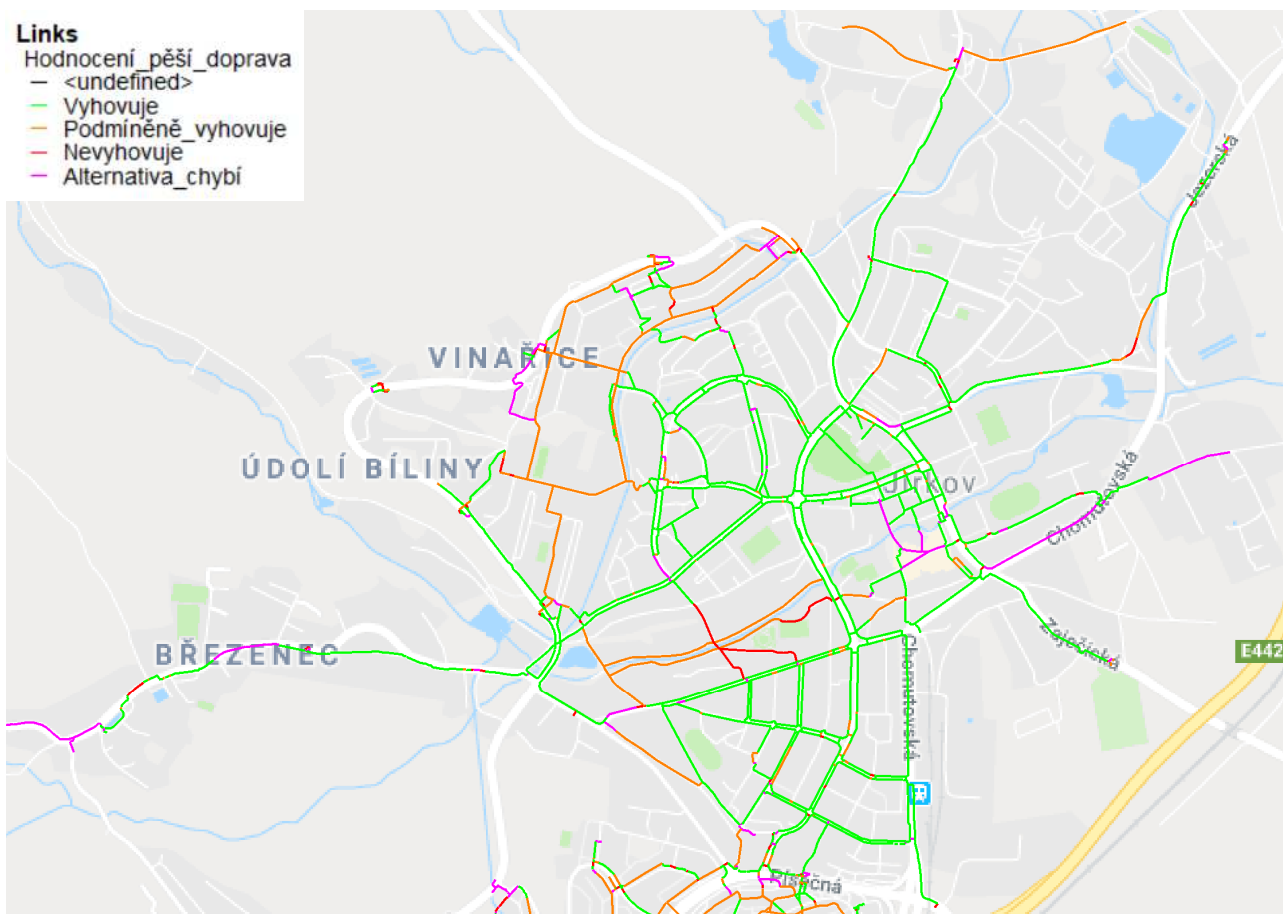 Links
Hodnocení_pěší_doprava
<undefined>
Vyhovuje
Podmíněně_vyhovuje
Nevyhovuje
Alternativa_chybí
Jezerská
VINAŘICE
ÚDOLÍ BÍLINY
Jirkov
Chomutovská
BŘEZENEC
Zaječická
E442
Chomutovská
Písečná